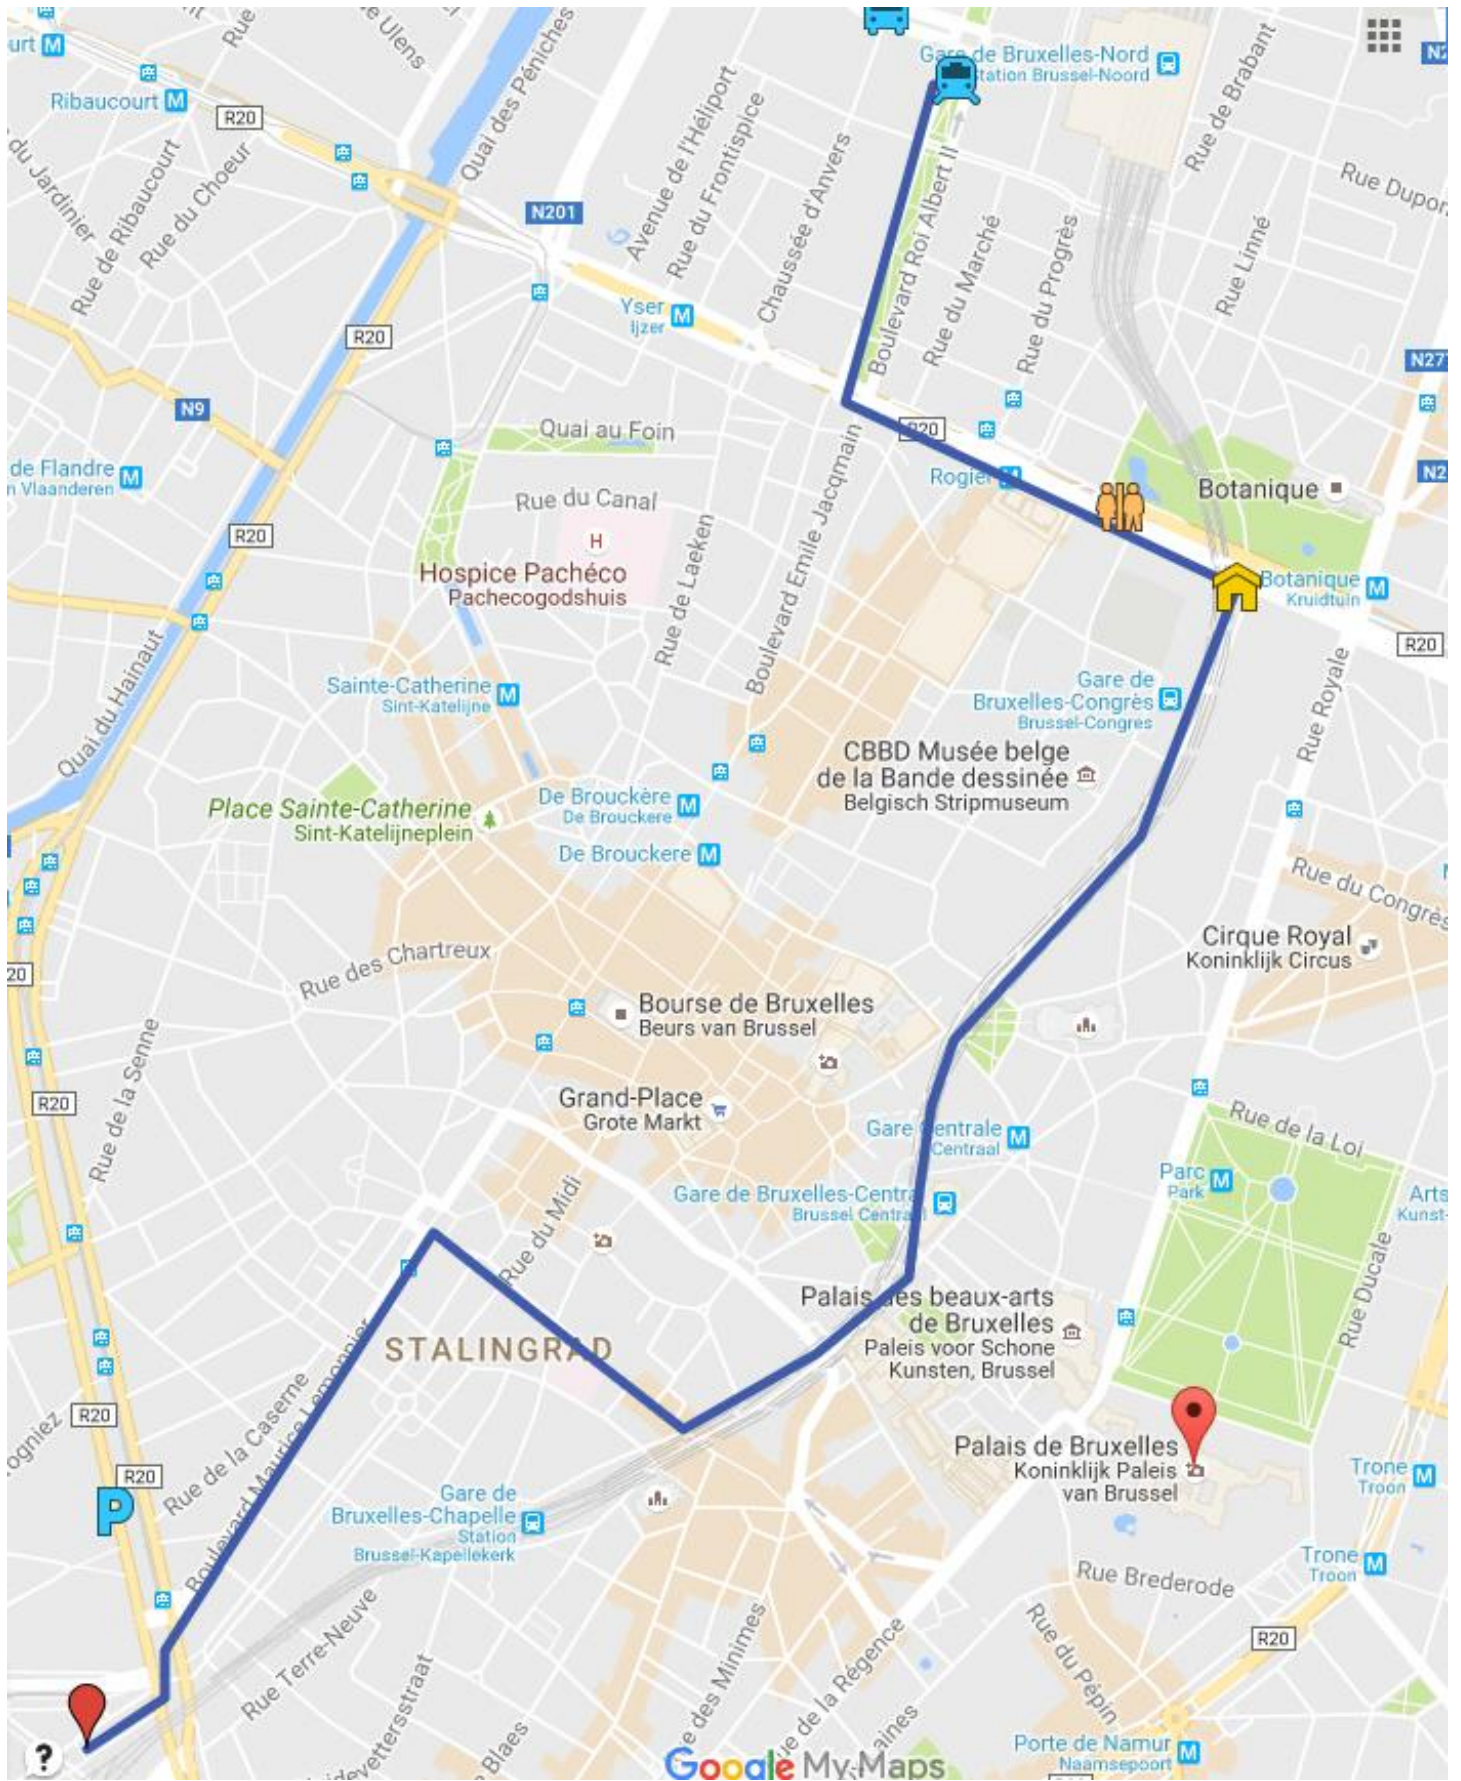 urt M
Rue
Ulens
Gare de Bruxelles-Nord
Station Brussel-Noord
Ribaucourt M
R20
Quai des Péniches
Rue de Brabant
du Jardinier
Rue de Ribaucourt
Rue du Choeur
N201
Avenue de l'Héliport
Rue du Frontispice
Chaussée d'Anvers
Boulevard Roi Albert II
Rue du Marché
Rue du Progrès
Rue Linné
Rue Dupon
Yser M
Ijzer
R20
N9
N27
Quai au Foin
R20
de Flandre M
n Vlaanderen
Rogier M
Botanique
N2
Rue du Canal
H
Hospice Pachéco
Pachecogodshuis
Rue de Laeken
Boulevard Emile Jacqmain
R20
Botanique M
Kruidtuin
R20
Quai du Hainaut
Sainte-Catherine M
Sint-Katelijne
Gare de
Bruxelles-Congrès
Brussel-Congres
Rue Royale
CBBD Musée belge
de la Bande dessinée
Belgisch Stripmuseum
Place Sainte-Catherine
Sint-Katelijneplein
De Brouckère M
De Brouckere
De Brouckere M
Rue du Congrès
Cirque Royal
Koninklijk Circus
Rue des Chartreux
20
Bourse de Bruxelles
Beurs van Brussel
Rue de la Senne
R20
Grand-Place
Grote Markt
Gare Centrale M
Centraal
Rue de la Loi
Parc M
Park
Gare de Bruxelles-Central
Brussel Centraal
Arts
Kunst-
Rue du Midi
Rue Ducale
STALINGRAD
Palais des beaux-arts
de Bruxelles
Paleis voor Schone
Kunsten, Brussel
Boulevard Maurice Lemonnier
Rue de la Caserne
R20
ogniez
R20
P
Palais de Bruxelles
Koninklijk Paleis
van Brussel
Trone M
Troon
Gare de
Bruxelles-Chapelle
Station
Brussel-Kapellekerk
Trone M
Troon
Rue Brederode
Rue Terre-Neuve
Rue du Pépin
R20
Rue des Minimes
Rue de la Régence
Porte de Namur M
Naamsepoort
?
Blaes
Google My Maps